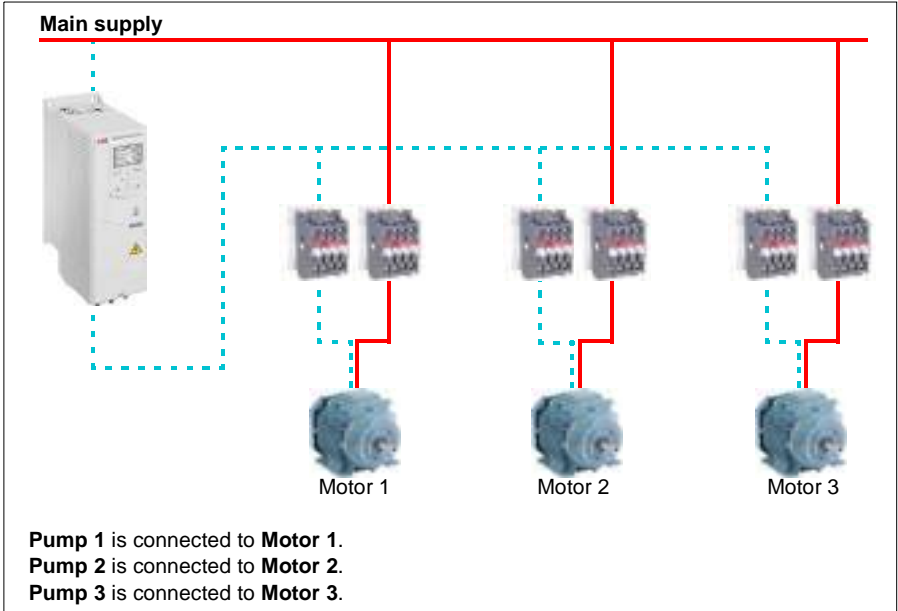 Main supply
ABB
Motor 1
Motor 2
Motor 3
Pump 1 is connected to Motor 1.
Pump 2 is connected to Motor 2.
Pump 3 is connected to Motor 3.